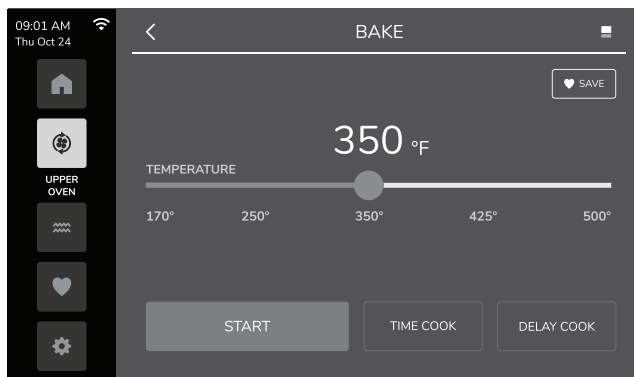 09:01 AM
Thu Oct 24
BAKE
SAVE
350 °F
TEMPERATURE
170° 250° 350° 425° 500°
UPPER
OVEN
START TIME COOK DELAY COOK